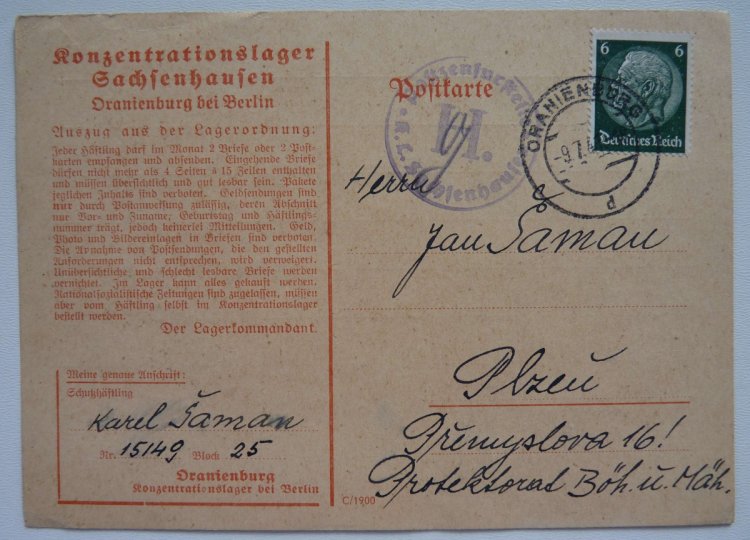 Konzentrationslager
Sachsenhausen
Oranienburg bei Berlin
Auszug aus der Lagerordnung:
Jeder Häftling darf im Monat 2 Briefe oder 2 Post-
karten empfangen und absenden. Eingehende Briefe
dürfen nicht mehr als 4 Seiten à 15 Zeilen enthalten
und müssen übersichtlich und gut lesbar sein. Pakete
jeglichen Inhalts sind verboten. Geldsendungen sind
nur durch Postanweisung zulässig, deren Abschnitt
nur Vor- und Zuname, Geburtstag und Häftlings-
nummer trägt, jedoch keinerlei Mitteilungen. Geld,
Photo und Bildereinlagen in Briefen sind verboten.
Die Annahme von Postsendungen, die den gestellten
Anforderungen nicht entsprechen, wird verweigert.
Unübersichtliche und schlecht lesbare Briefe werden
vernichtet. Im Lager kann alles gekauft werden.
Nationalsozialistische Zeitungen sind zugelassen, müssen
aber vom Häftling selbst im Konzentrationslager
bestellt werden.
Der Lagerkommandant.
Meine genaue Anschrift:
Schutzhäftling
Karel Šaman
Nr. 15149 Block 25
Oranienburg
Konzentrationslager bei Berlin
Postkarte
II.
K. L. Sachsenhausen
ORANIENBURG
9.7.
d
6 6
Deutsches Reich
Herrn
Jan Šaman
Plzeň
Přemyslova 16!
Protektorat Böh. u. Mäh.
C/1900